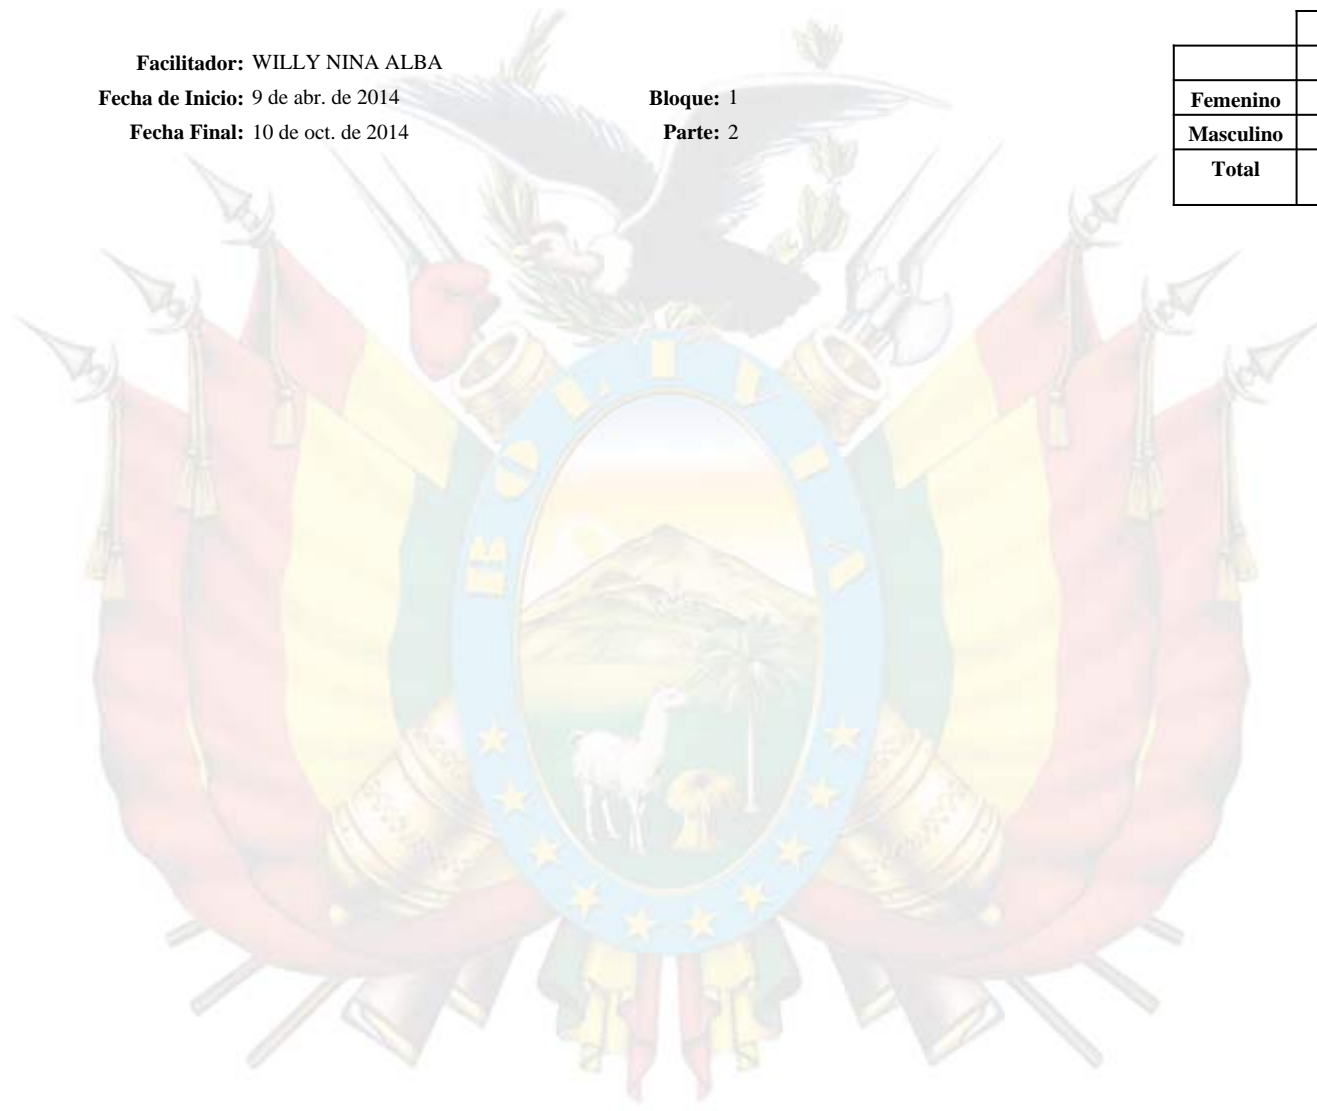 Facilitador: WILLY NINA ALBA
Fecha de Inicio: 9 de abr. de 2014 Bloque: 1
Fecha Final: 10 de oct. de 2014 Parte: 2
Femenino
Masculino
Total
BOLIVIA